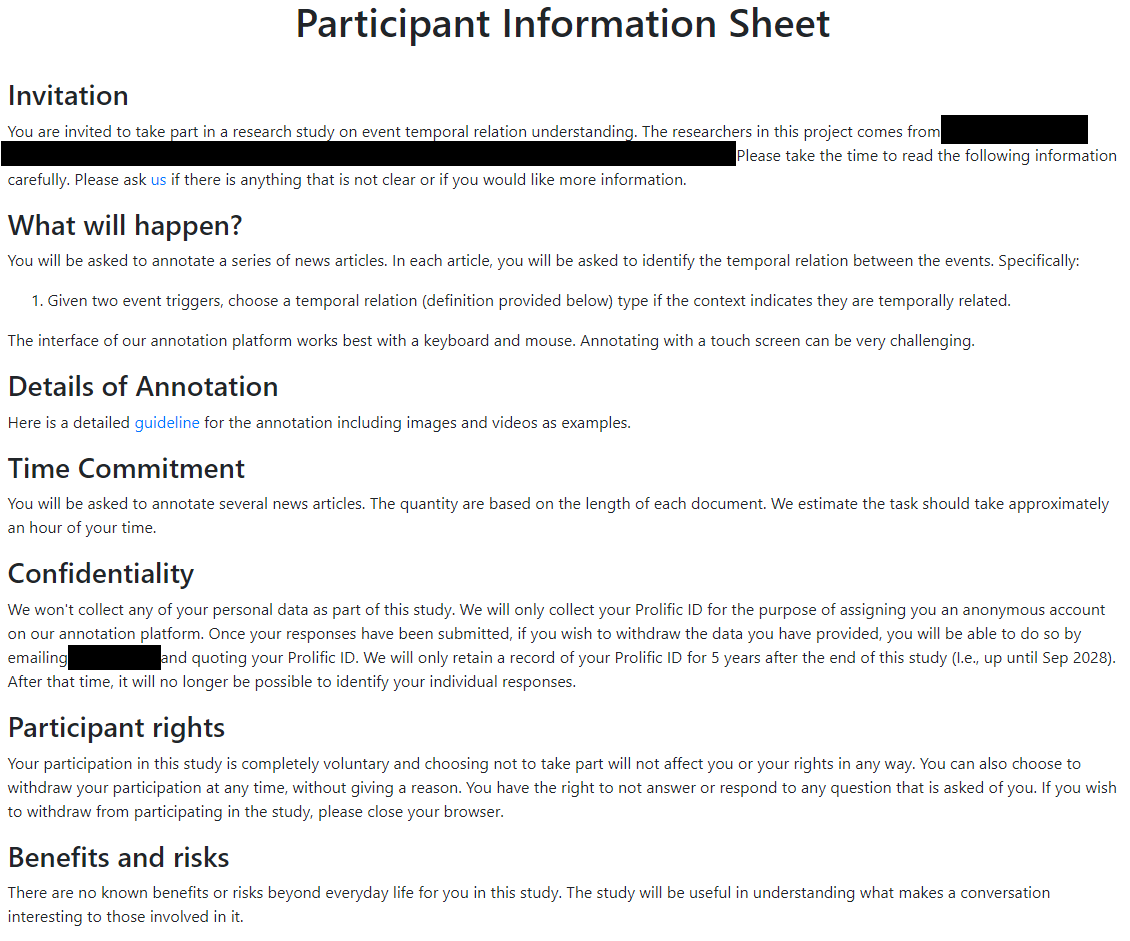 Participant Information Sheet
Invitation
You are invited to take part in a research study on event temporal relation understanding. The researchers in this project comes from
Please take the time to read the following information
carefully. Please ask us if there is anything that is not clear or if you would like more information.
What will happen?
You will be asked to annotate a series of news articles. In each article, you will be asked to identify the temporal relation between the events. Specifically:
1. Given two event triggers, choose a temporal relation (definition provided below) type if the context indicates they are temporally related.
The interface of our annotation platform works best with a keyboard and mouse. Annotating with a touch screen can be very challenging.
Details of Annotation
Here is a detailed guideline for the annotation including images and videos as examples.
Time Commitment
You will be asked to annotate several news articles. The quantity are based on the length of each document. We estimate the task should take approximately
an hour of your time.
Confidentiality
We won't collect any of your personal data as part of this study. We will only collect your Prolific ID for the purpose of assigning you an anonymous account
on our annotation platform. Once your responses have been submitted, if you wish to withdraw the data you have provided, you will be able to do so by
emailing and quoting your Prolific ID. We will only retain a record of your Prolific ID for 5 years after the end of this study (I.e., up until Sep 2028).
After that time, it will no longer be possible to identify your individual responses.
Participant rights
Your participation in this study is completely voluntary and choosing not to take part will not affect you or your rights in any way. You can also choose to
withdraw your participation at any time, without giving a reason. You have the right to not answer or respond to any question that is asked of you. If you wish
to withdraw from participating in the study, please close your browser.
Benefits and risks
There are no known benefits or risks beyond everyday life for you in this study. The study will be useful in understanding what makes a conversation
interesting to those involved in it.